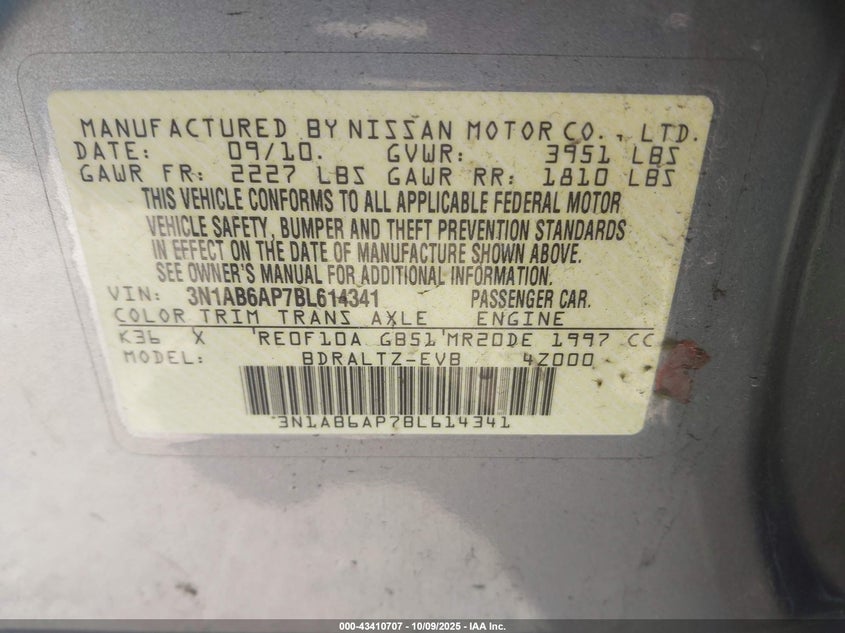 MANUFACTURED BY NISSAN MOTOR CO., LTD.
DATE: 09/10. GVWR: 3951 LBS
GAWR FR: 2227 LBS GAWR RR: 1810 LBS
THIS VEHICLE CONFORMS TO ALL APPLICABLE FEDERAL MOTOR
VEHICLE SAFETY, BUMPER AND THEFT PREVENTION STANDARDS
IN EFFECT ON THE DATE OF MANUFACTURE SHOWN ABOVE.
SEE OWNER'S MANUAL FOR ADDITIONAL INFORMATION.
VIN: 3N1AB6AP7BL614341 PASSENGER CAR.
COLOR TRIM TRANS AXLE ENGINE
K36 X 'RE0F10A GB51'MR20DE 1997 CC
MODEL: BDRALTZ-EVB 4Z000
3N1AB6AP7BL614341
000-43410707 - 10/09/2025 - IAA Inc.